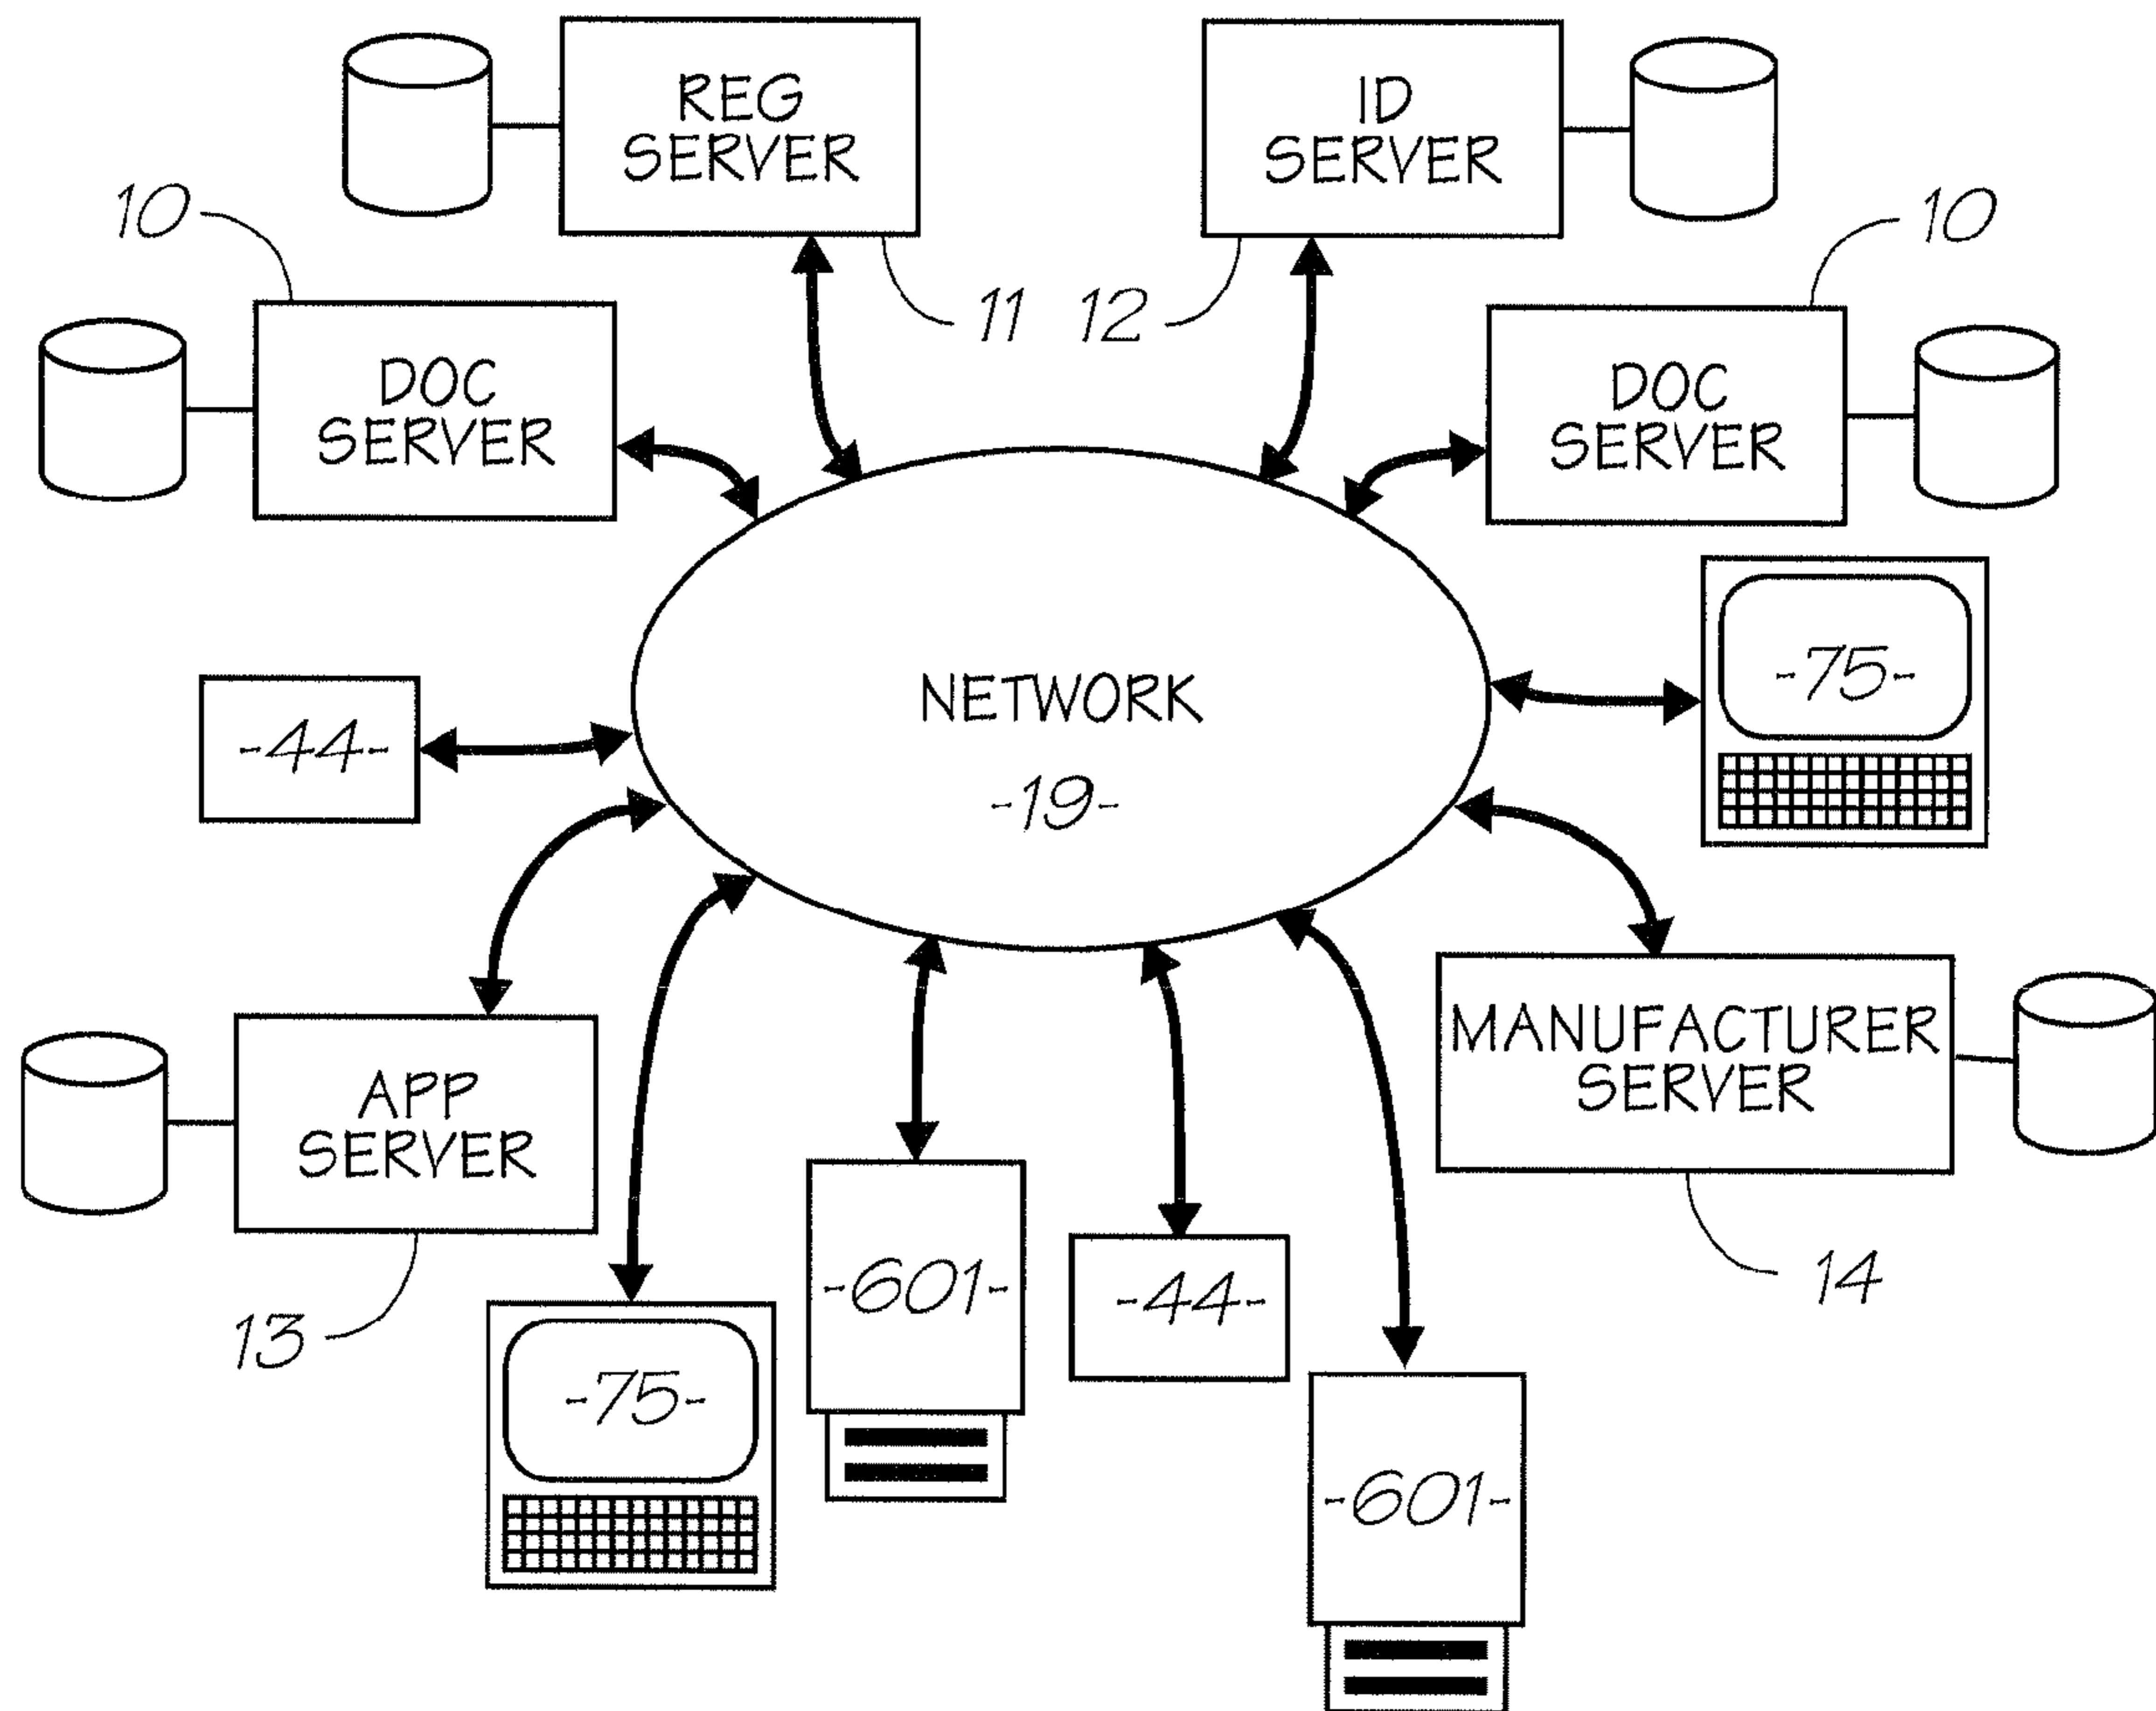 REG
SERVER
ID
SERVER
10
10
11
12
DOC
SERVER
DOC
SERVER
-75-
NETWORK
-19-
-44-
MANUFACTURER
SERVER
APP
SERVER
-601-
-44-
14
13
-75-
-601-